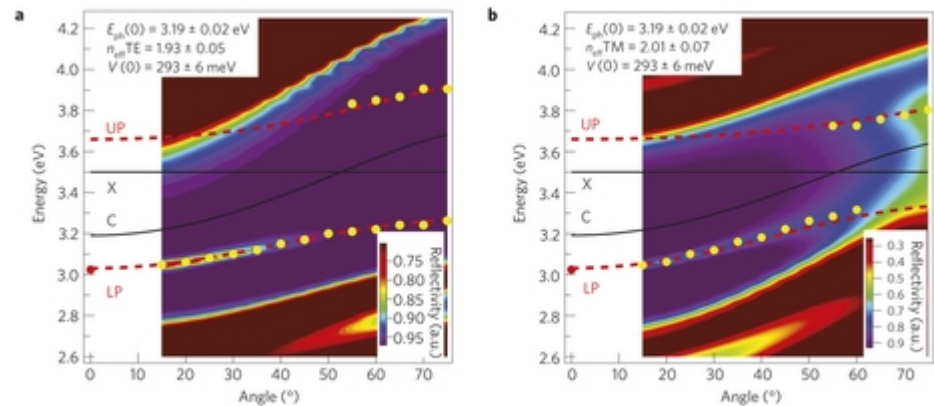 a
E_ph(0) = 3.19 ± 0.02 eV
n_eff TE = 1.93 ± 0.05
V (0) = 293 ± 6 meV
4.2
4.0
3.8
3.6
3.4
3.2
3.0
2.8
2.6
Energy (eV)
UP
X
C
LP
0.75
0.80
0.85
0.90
0.95
Reflectivity (a.u.)
0 10 20 30 40 50 60 70
Angle (°)
b
E_ph(0) = 3.19 ± 0.02 eV
n_eff TM = 2.01 ± 0.07
V (0) = 293 ± 6 meV
4.2
4.0
3.8
3.6
3.4
3.2
3.0
2.8
2.6
Energy (eV)
UP
X
C
LP
0.3
0.4
0.5
0.6
0.7
0.8
0.9
Reflectivity (a.u.)
0 10 20 30 40 50 60 70
Angle (°)